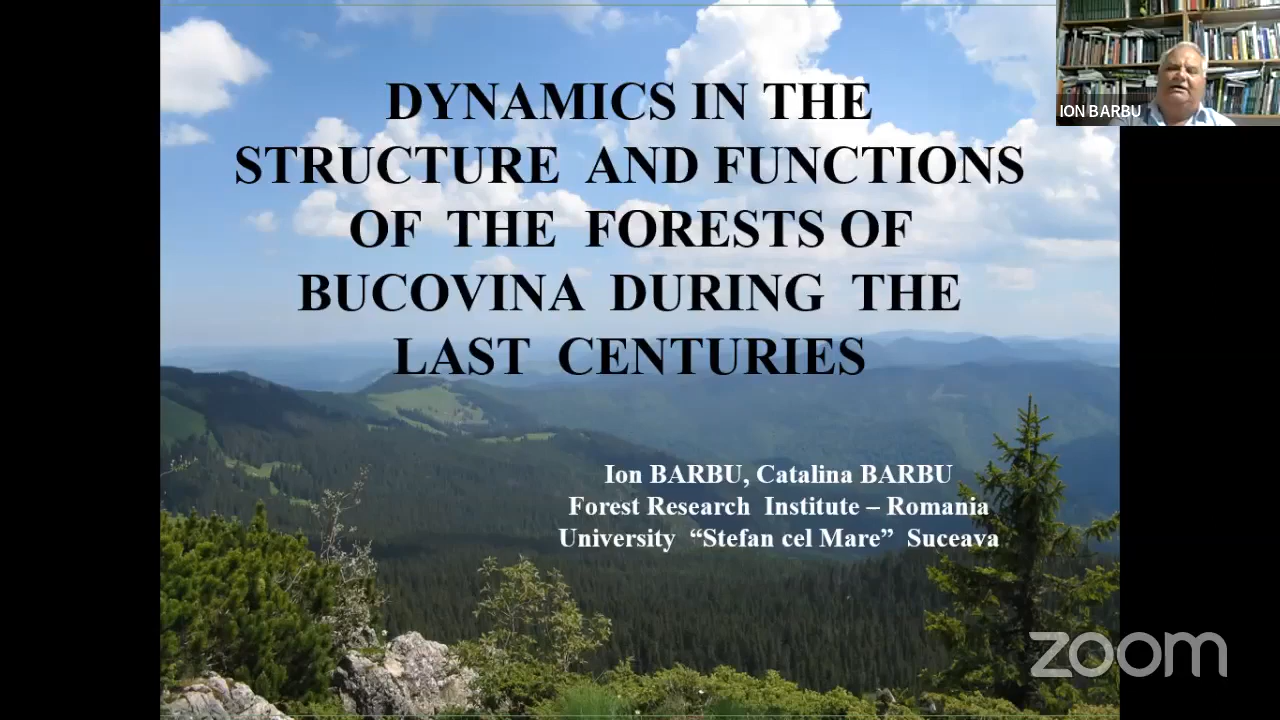 DYNAMICS IN THE
STRUCTURE AND FUNCTIONS
OF THE FORESTS OF
BUCOVINA DURING THE
LAST CENTURIES
ION BARBU
Ion BARBU, Catalina BARBU
Forest Research Institute – Romania
University “Stefan cel Mare” Suceava
zoom